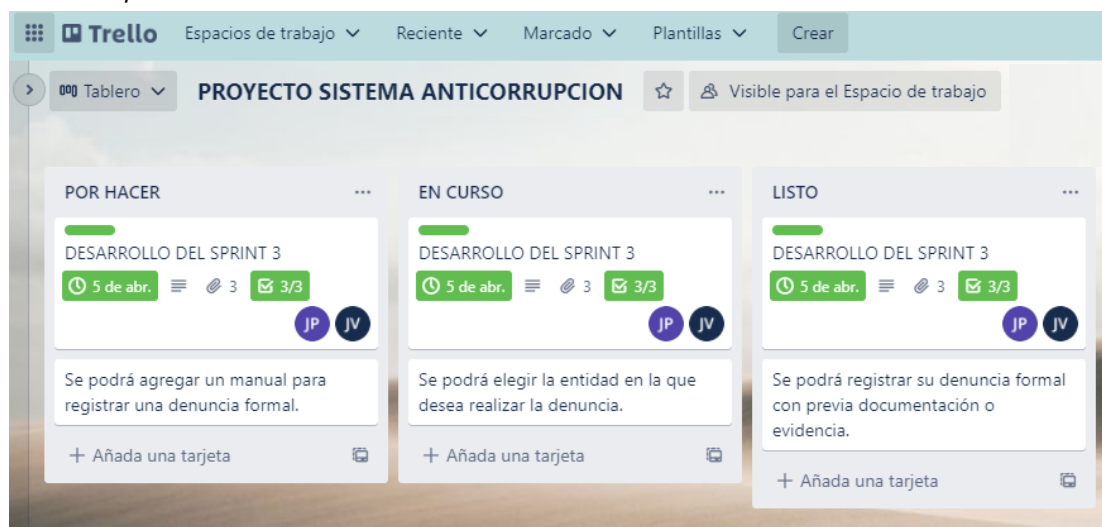 Trello Espacios de trabajo Reciente Marcado Plantillas Crear
Tablero PROYECTO SISTEMA ANTICORRUPCION Visible para el Espacio de trabajo
POR HACER
DESARROLLO DEL SPRINT 3
5 de abr. 3 3/3
JP JV
Se podrá agregar un manual para
registrar una denuncia formal.
+ Añada una tarjeta
EN CURSO
DESARROLLO DEL SPRINT 3
5 de abr. 3 3/3
JP JV
Se podrá elegir la entidad en la que
desea realizar la denuncia.
+ Añada una tarjeta
LISTO
DESARROLLO DEL SPRINT 3
5 de abr. 3 3/3
JP JV
Se podrá registrar su denuncia formal
con previa documentación o
evidencia.
+ Añada una tarjeta